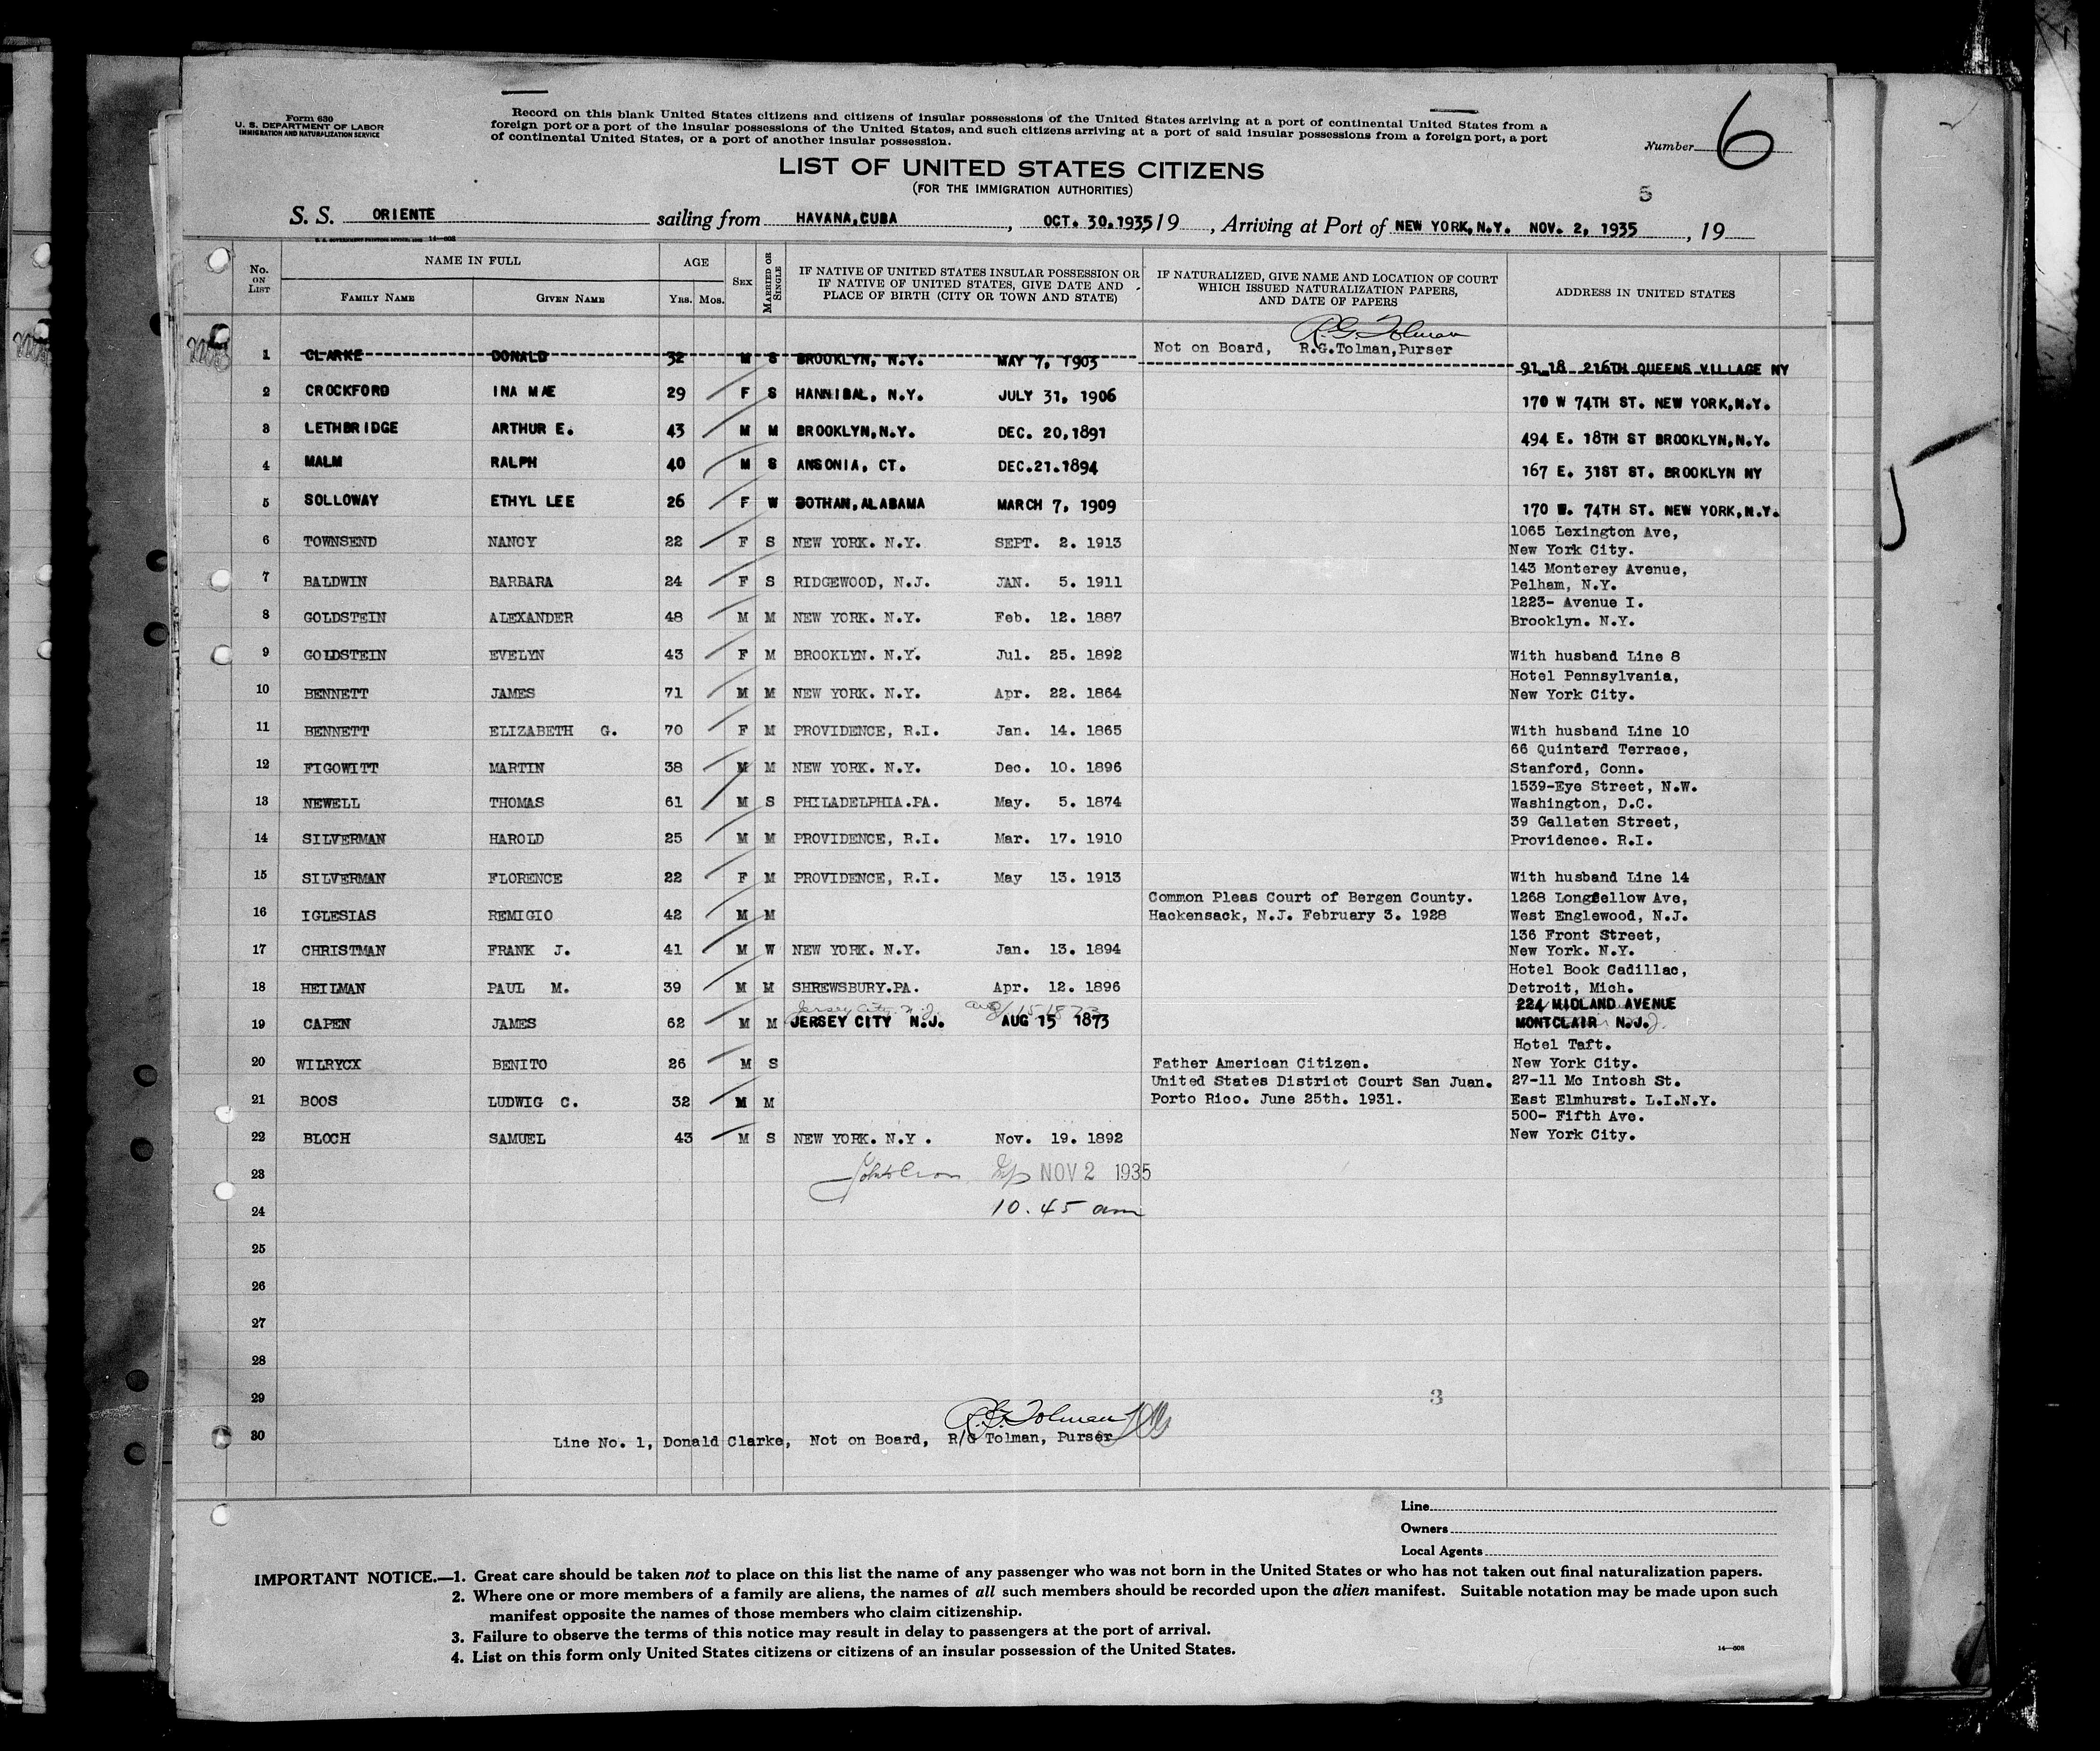 Form 630
U. S. DEPARTMENT OF LABOR
IMMIGRATION AND NATURALIZATION SERVICE
Record on this blank United States citizens and citizens of insular possessions of the United States arriving at a port of continental United States from a
foreign port or a port of the insular possessions of the United States, and such citizens arriving at a port of said insular possessions from a foreign port, a port
of continental United States, or a port of another insular possession.
Number 6
LIST OF UNITED STATES CITIZENS
(FOR THE IMMIGRATION AUTHORITIES)
5
S. S. ORIENTE sailing from HAVANA,CUBA , OCT. 30.1935 19 , Arriving at Port of NEW YORK,N.Y. NOV. 2, 1935 , 19
No. ON LIST NAME IN FULL AGE SEX MARRIED OR SINGLE IF NATIVE OF UNITED STATES INSULAR POSSESSION OR IF NATIVE OF UNITED STATES, GIVE DATE AND PLACE OF BIRTH (CITY OR TOWN AND STATE) IF NATURALIZED, GIVE NAME AND LOCATION OF COURT WHICH ISSUED NATURALIZATION PAPERS, AND DATE OF PAPERS ADDRESS IN UNITED STATES
FAMILY NAME GIVEN NAME Yrs. Mos.
R.G. Tolman
1 CLARKE DONALD 32 M S BROOKLYN, N.Y. MAY 7, 1903 Not on Board, R.G.Tolman,Purser 91-18 216TH QUEENS VILLAGE NY
2 CROCKFORD INA MAE 29 F S HANNIBAL, N.Y. JULY 31, 1906 170 W 74TH ST. NEW YORK,N.Y.
3 LETHBRIDGE ARTHUR E. 43 M M BROOKLYN,N.Y. DEC. 20,1891 494 E. 18TH ST BROOKLYN,N.Y.
4 MALM RALPH 40 M S ANSONIA, CT. DEC.21.1894 167 E. 31ST ST. BROOKLYN NY
5 SOLLOWAY ETHYL LEE 26 F W DOTHAN,ALABAMA MARCH 7, 1909 170 W. 74TH ST. NEW YORK,N.Y.
6 TOWNSEND NANCY 22 F S NEW YORK. N.Y. SEPT. 2. 1913 1065 Lexington Ave,
New York City.
7 BALDWIN BARBARA 24 F S RIDGEWOOD, N.J. JAN. 5. 1911 143 Monterey Avenue,
Pelham, N.Y.
8 GOLDSTEIN ALEXANDER 48 M M NEW YORK. N.Y. Feb. 12. 1887 1223- Avenue I.
Brooklyn. N.Y.
9 GOLDSTEIN EVELYN 43 F M BROOKLYN. N.Y. Jul. 25. 1892 With husband Line 8
10 BENNETT JAMES 71 M M NEW YORK. N.Y. Apr. 22. 1864 Hotel Pennsylvania,
New York City.
11 BENNETT ELIZABETH G. 70 F M PROVIDENCE, R.I. Jan. 14. 1865 With husband Line 10
12 FIGOWITT MARTIN 38 M M NEW YORK. N.Y. Dec. 10. 1896 66 Quintard Terrace,
Stanford, Conn.
13 NEWELL THOMAS 61 M S PHILADELPHIA.PA. May. 5. 1874 1539-Eye Street, N.W.
Washington, D.C.
14 SILVERMAN HAROLD 25 M M PROVIDENCE, R.I. Mar. 17. 1910 39 Gallaten Street,
Providence. R.I.
15 SILVERMAN FLORENCE 22 F M PROVIDENCE, R.I. May 13. 1913 With husband Line 14
16 IGLESIAS REMIGIO 42 M M Common Pleas Court of Bergen County. 1268 Longfellow Ave,
Hackensack, N.J. February 3. 1928 West Englewood, N.J.
17 CHRISTMAN FRANK J. 41 M W NEW YORK. N.Y. Jan. 13. 1894 136 Front Street,
New York. N.Y.
18 HEILMAN PAUL M. 39 M M SHREWSBURY.PA. Apr. 12. 1896 Hotel Book Cadillac,
Detroit, Mich.
Jersey City. N.J. Aug 15 1873
19 CAPEN JAMES 62 M M JERSEY CITY N.J. AUG 15 1873 224 MIDLAND AVENUE
MONTCLAIR N.J.
20 WILRYCX BENITO 26 M S Father American Citizen. Hotel Taft.
New York City.
21 BOOS LUDWIG C. 32 M M United States District Court San Juan. 27-11 Mc Intosh St.
Porto Rico. June 25th. 1931. East Elmhurst. L.I.N.Y.
22 BLOCH SAMUEL 43 M S NEW YORK. N.Y . Nov. 19. 1892 500- Fifth Ave.
New York City.
23 NOV 2 1935
24 10.45 am
25
26
27
28
29 3
R.G. Tolman
30 Line No. 1, Donald Clarke, Not on Board, R/G Tolman, Purser
Line
Owners
Local Agents
IMPORTANT NOTICE.—1. Great care should be taken not to place on this list the name of any passenger who was not born in the United States or who has not taken out final naturalization papers.
2. Where one or more members of a family are aliens, the names of all such members should be recorded upon the alien manifest. Suitable notation may be made upon such
manifest opposite the names of those members who claim citizenship.
3. Failure to observe the terms of this notice may result in delay to passengers at the port of arrival.
4. List on this form only United States citizens or citizens of an insular possession of the United States.
14—808